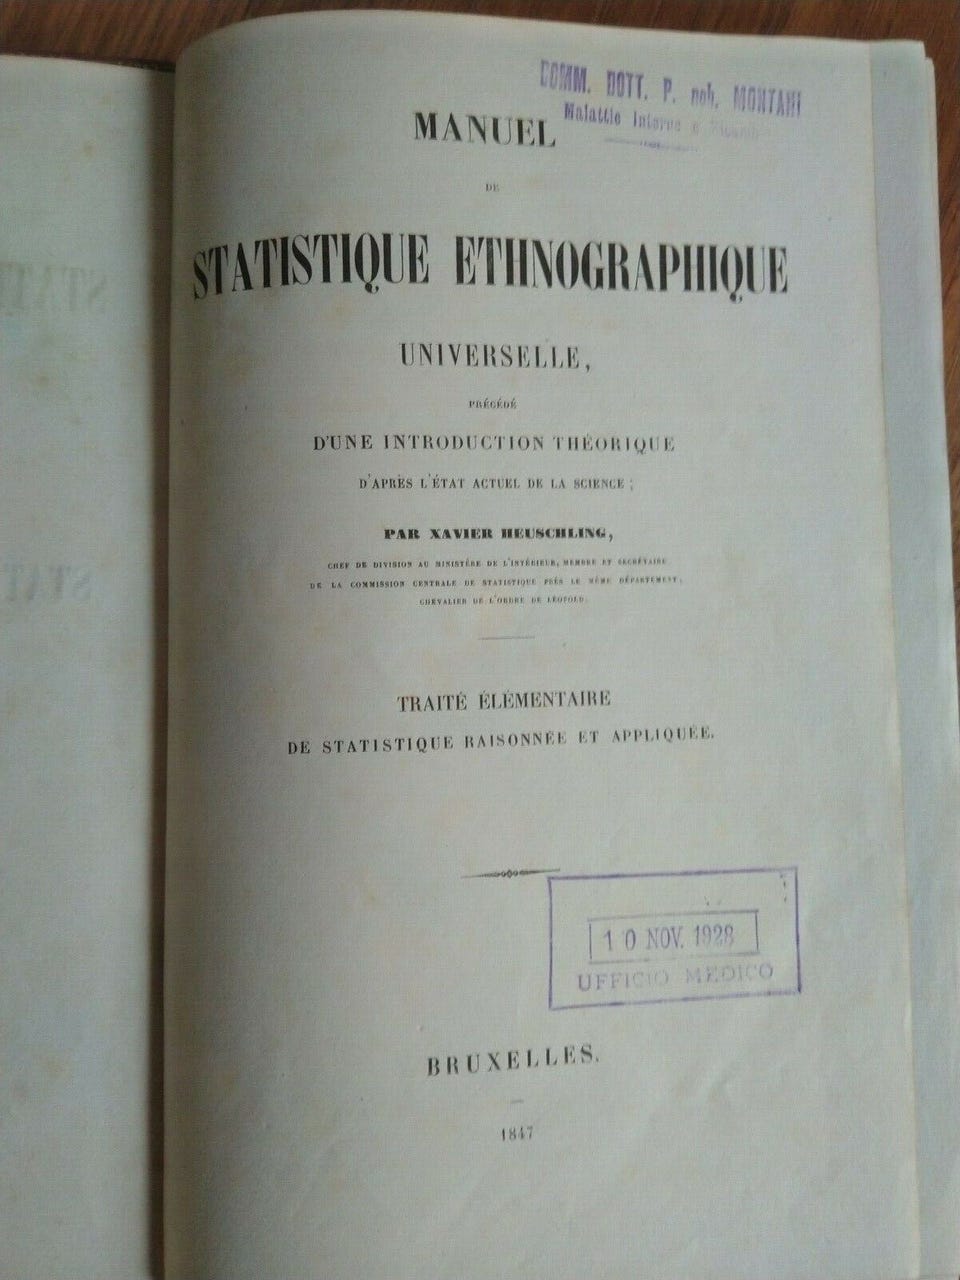 COMM. DOTT. P. nob. MONTANI
Malattie Interne e
MANUEL
DE
STATISTIQUE ETHNOGRAPHIQUE
UNIVERSELLE,
PRÉCÉDÉ
D'UNE INTRODUCTION THÉORIQUE
D'APRÈS L'ÉTAT ACTUEL DE LA SCIENCE;
PAR XAVIER HEUSCHLING,
CHEF DE DIVISION AU MINISTÈRE DE L'INTÉRIEUR, MEMBRE ET SECRÉTAIRE
DE LA COMMISSION CENTRALE DE STATISTIQUE PRÈS LE MÊME DÉPARTEMENT,
CHEVALIER DE L'ORDRE DE LÉOPOLD.
TRAITÉ ÉLÉMENTAIRE
DE STATISTIQUE RAISONNÉE ET APPLIQUÉE.
10 NOV. 1928
UFFICIO MEDICO
BRUXELLES.
1847